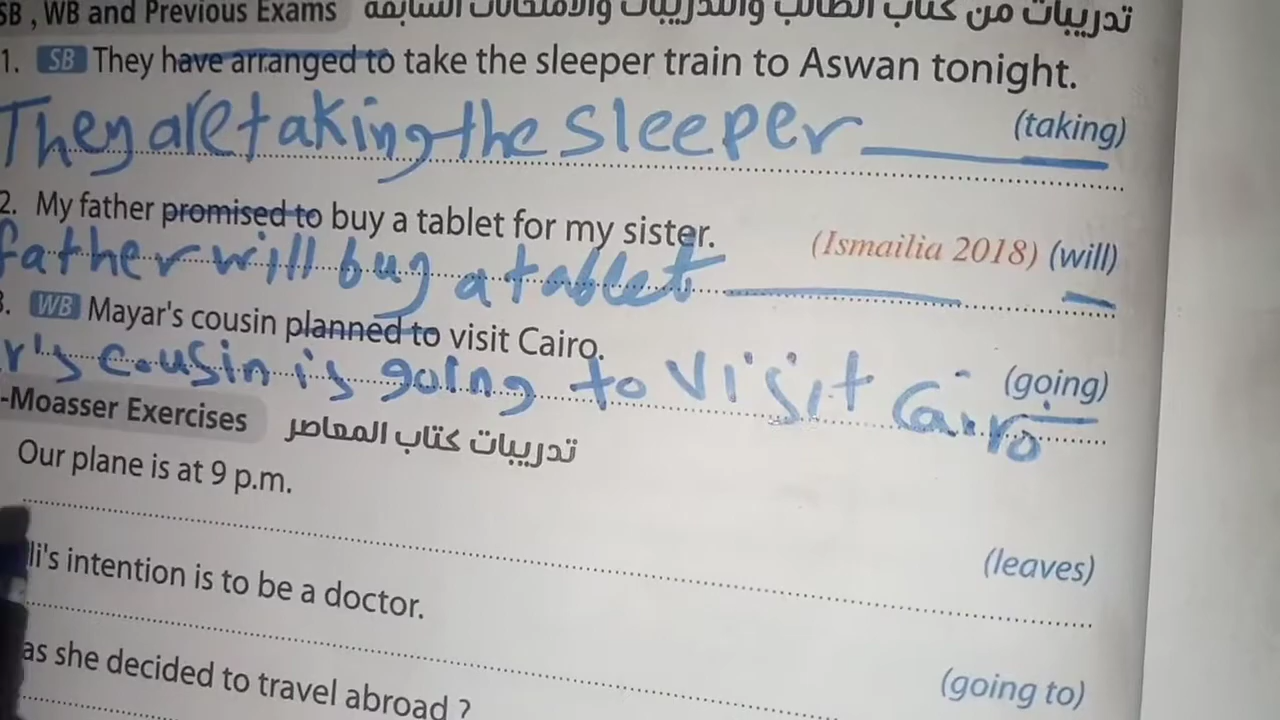 SB , WB and Previous Exams تدريبات من كتاب الطالب والتدريبات والامتحانات السابقة
1. SB They have arranged to take the sleeper train to Aswan tonight.
They are taking the sleeper (taking)
2. My father promised to buy a tablet for my sister. (Ismailia 2018) (will)
father will buy a tablet
3. WB Mayar's cousin planned to visit Cairo. (going)
r's cousin is going to visit Cairo
-Moasser Exercises تدريبات كتاب المعاصر
Our plane is at 9 p.m. (leaves)
li's intention is to be a doctor. (going to)
as she decided to travel abroad ?